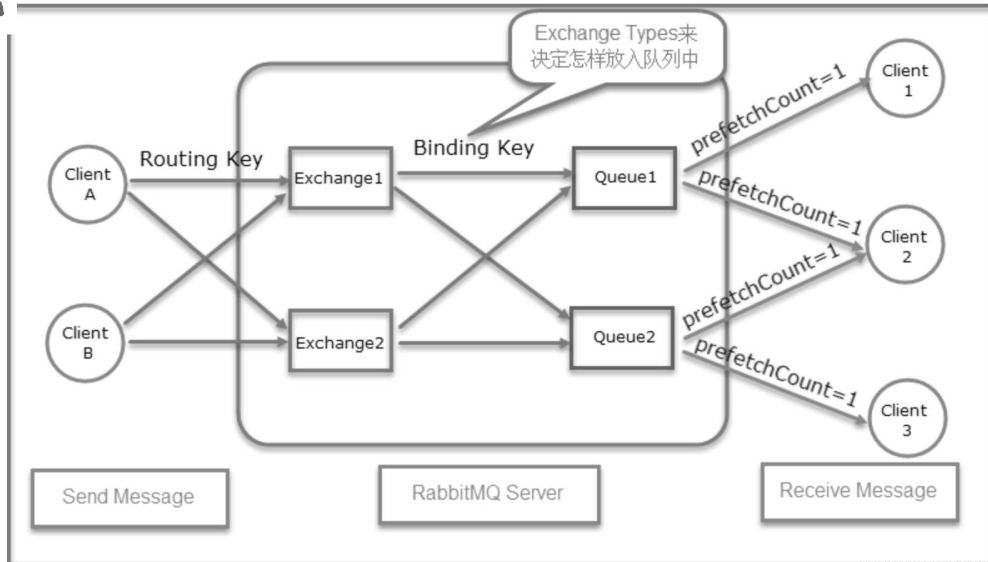 Exchange Types来
决定怎样放入队列中
Client
1
prefetchCount=1
Routing Key
Binding Key
Client
A
Exchange1
Queue1
prefetchCount=1
Client
2
prefetchCount=1
Client
B
Exchange2
Queue2
prefetchCount=1
Client
3
Send Message
RabbitMQ Server
Receive Message